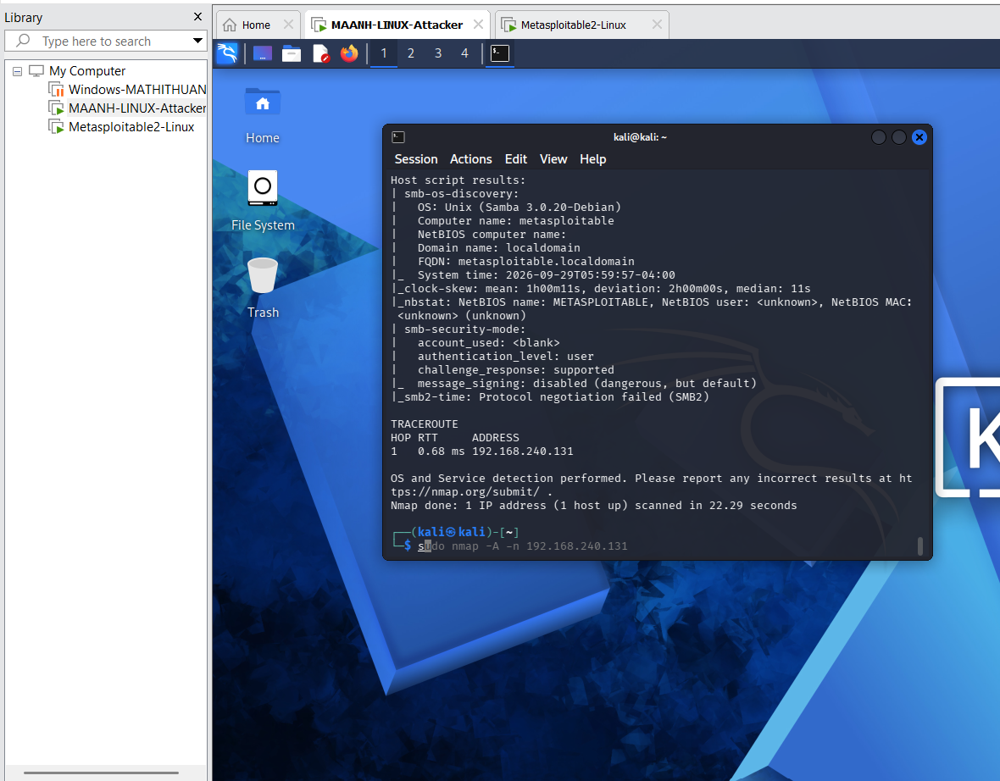 Library
Type here to search
My Computer
Windows-MATHITHUAN
MAANH-LINUX-Attacker
Metasploitable2-Linux
Home
MAANH-LINUX-Attacker
Metasploitable2-Linux
1 2 3 4
Home
File System
Trash
kali@kali: ~
Session Actions Edit View Help
Host script results:
| smb-os-discovery:
|   OS: Unix (Samba 3.0.20-Debian)
|   Computer name: metasploitable
|   NetBIOS computer name:
|   Domain name: localdomain
|   FQDN: metasploitable.localdomain
|_  System time: 2026-09-29T05:59:57-04:00
|_clock-skew: mean: 1h00m11s, deviation: 2h00m00s, median: 11s
|_nbstat: NetBIOS name: METASPLOITABLE, NetBIOS user: <unknown>, NetBIOS MAC:
<unknown> (unknown)
| smb-security-mode:
|   account_used: <blank>
|   authentication_level: user
|   challenge_response: supported
|_  message_signing: disabled (dangerous, but default)
|_smb2-time: Protocol negotiation failed (SMB2)
TRACEROUTE
HOP RTT     ADDRESS
1   0.68 ms 192.168.240.131
OS and Service detection performed. Please report any incorrect results at ht
tps://nmap.org/submit/ .
Nmap done: 1 IP address (1 host up) scanned in 22.29 seconds
┌──(kali㉿kali)-[~]
└─$ sudo nmap -A -n 192.168.240.131
K